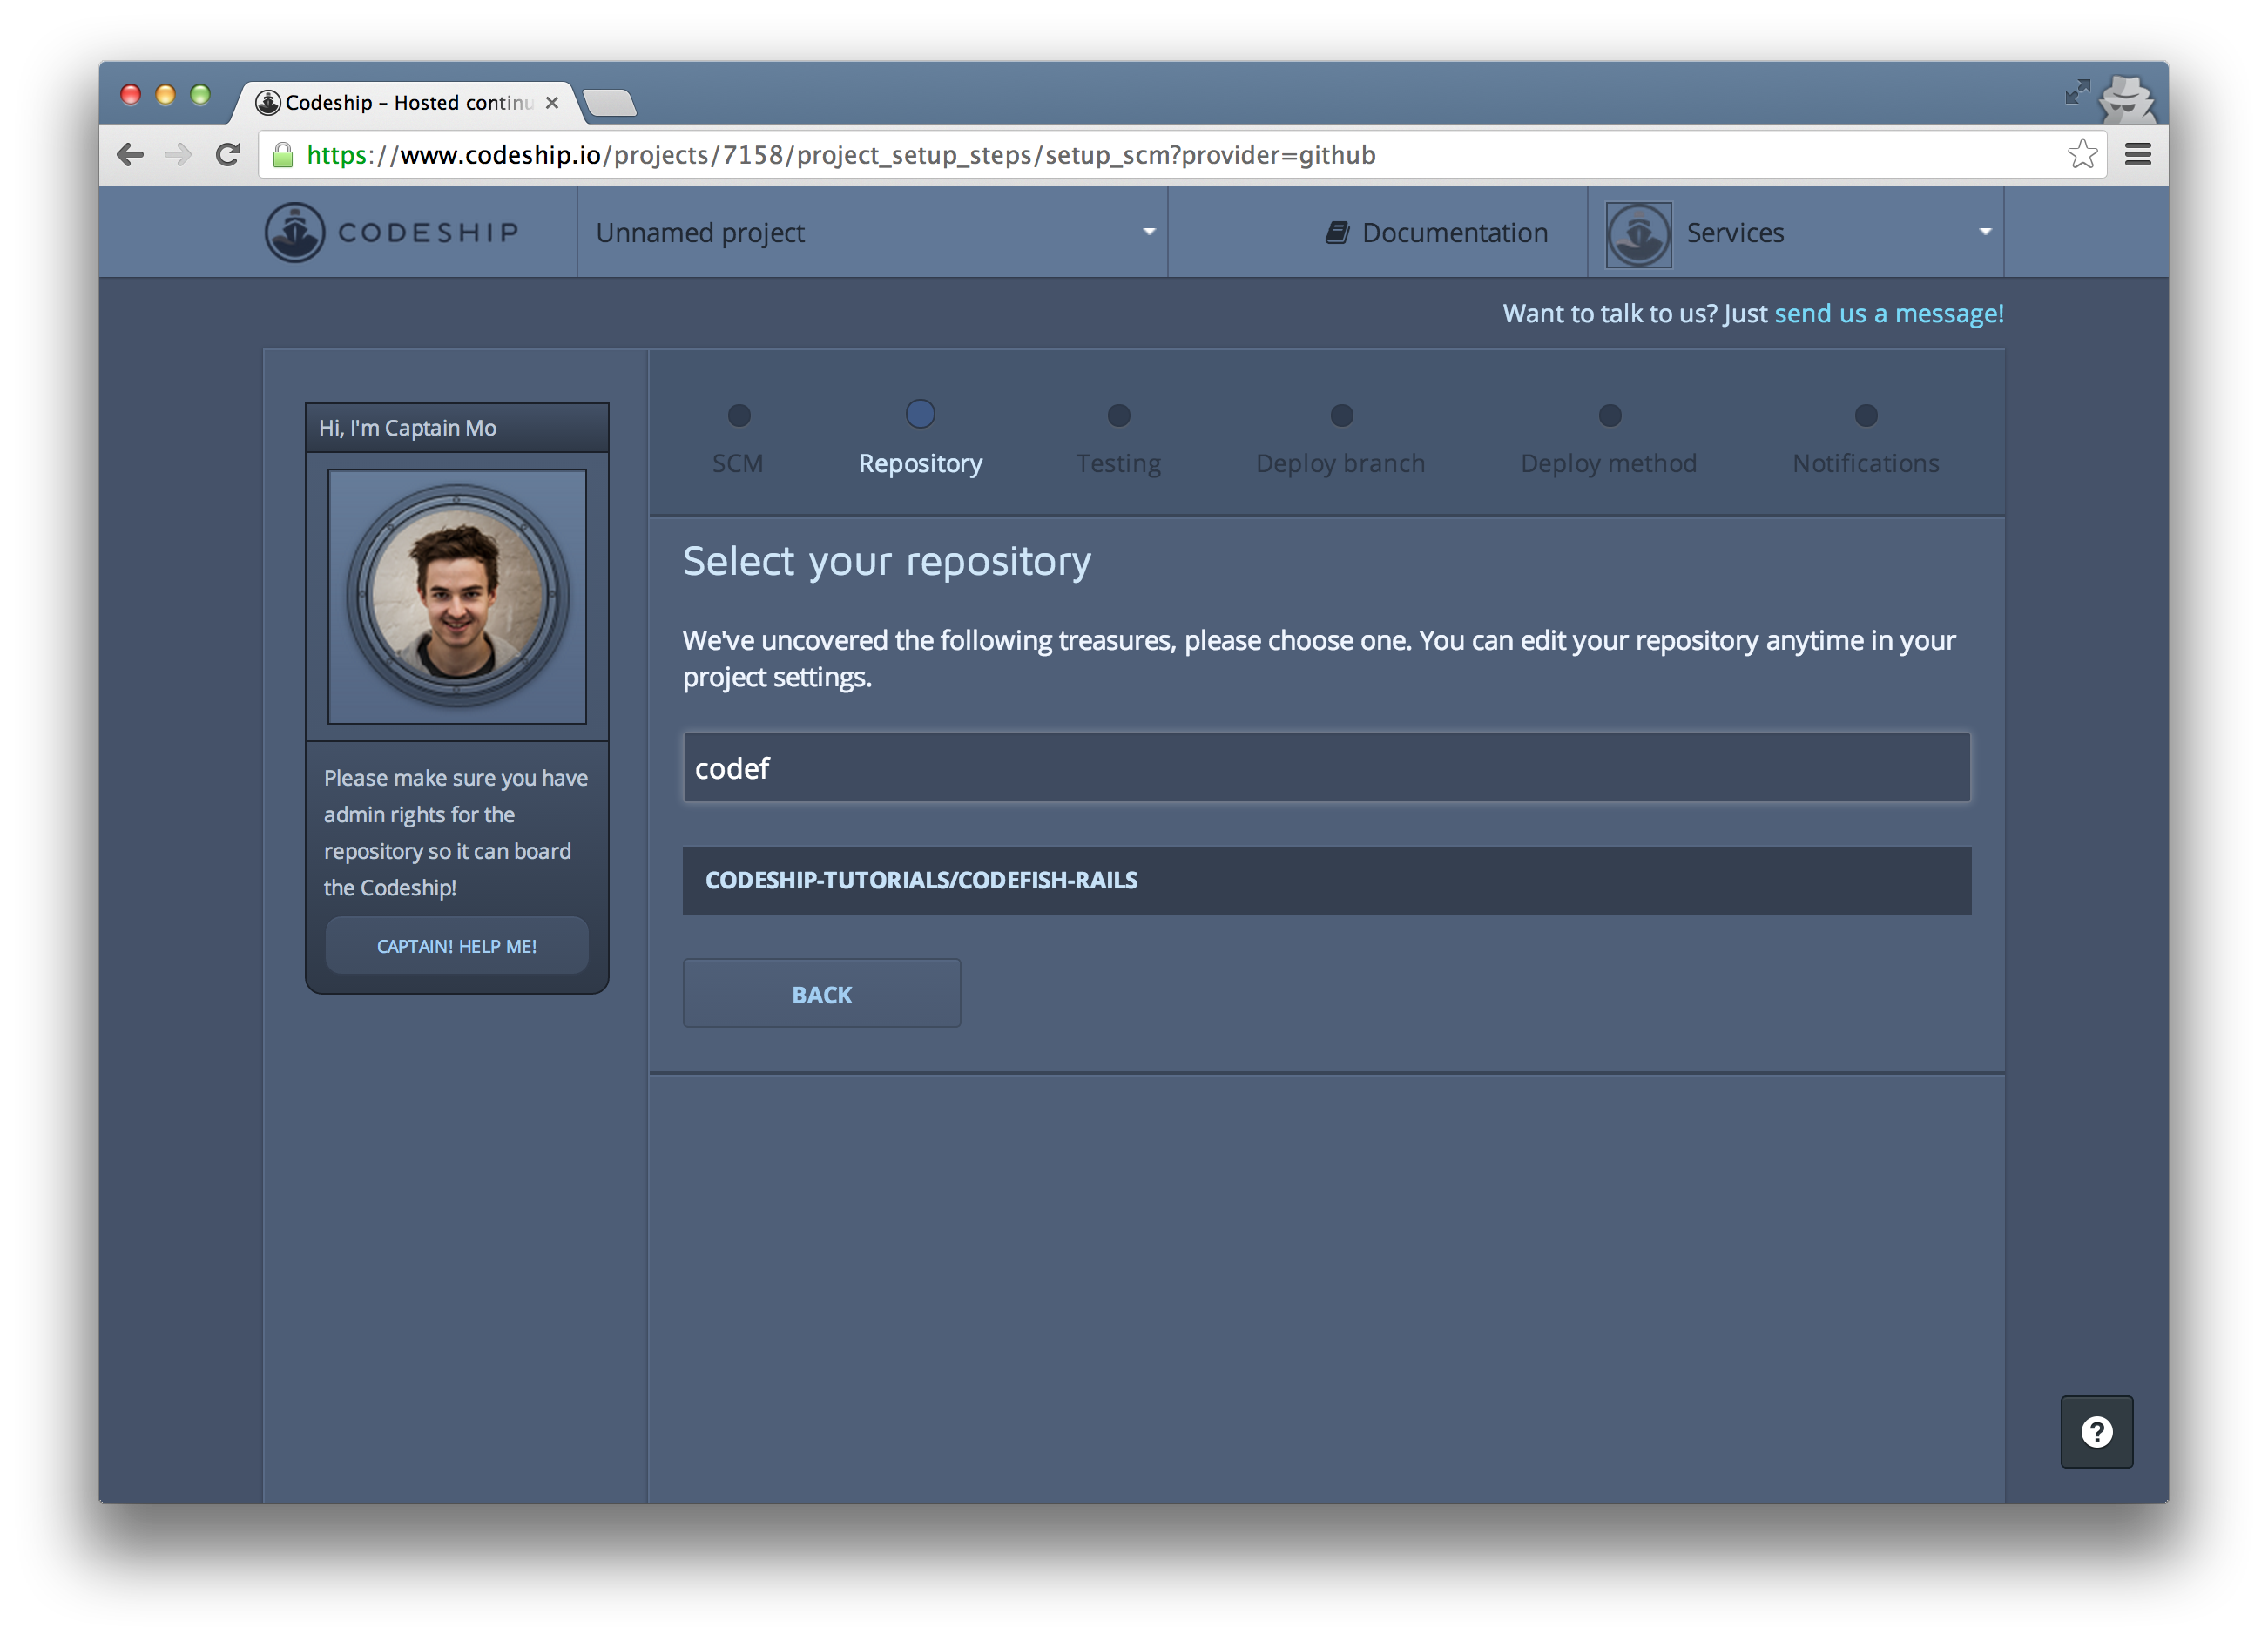 Codeship – Hosted continu
https://www.codeship.io/projects/7158/project_setup_steps/setup_scm?provider=github
CODESHIP
Unnamed project
Documentation
Services
Want to talk to us? Just send us a message!
Hi, I'm Captain Mo
Please make sure you have
admin rights for the
repository so it can board
the Codeship!
CAPTAIN! HELP ME!
SCM
Repository
Testing
Deploy branch
Deploy method
Notifications
Select your repository
We've uncovered the following treasures, please choose one. You can edit your repository anytime in your
project settings.
codef
CODESHIP-TUTORIALS/CODEFISH-RAILS
BACK
?